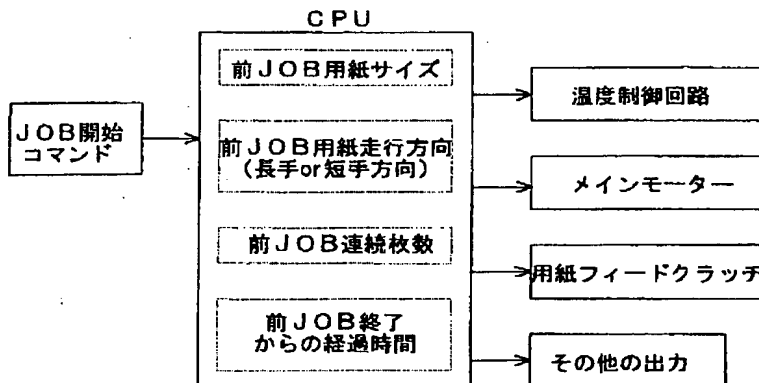 CPU
前JOB用紙サイズ
JOB開始
コマンド
前JOB用紙走行方向
(長手or短手方向)
前JOB連続枚数
前JOB終了
からの経過時間
温度制御回路
メインモーター
用紙フィードクラッチ
その他の出力